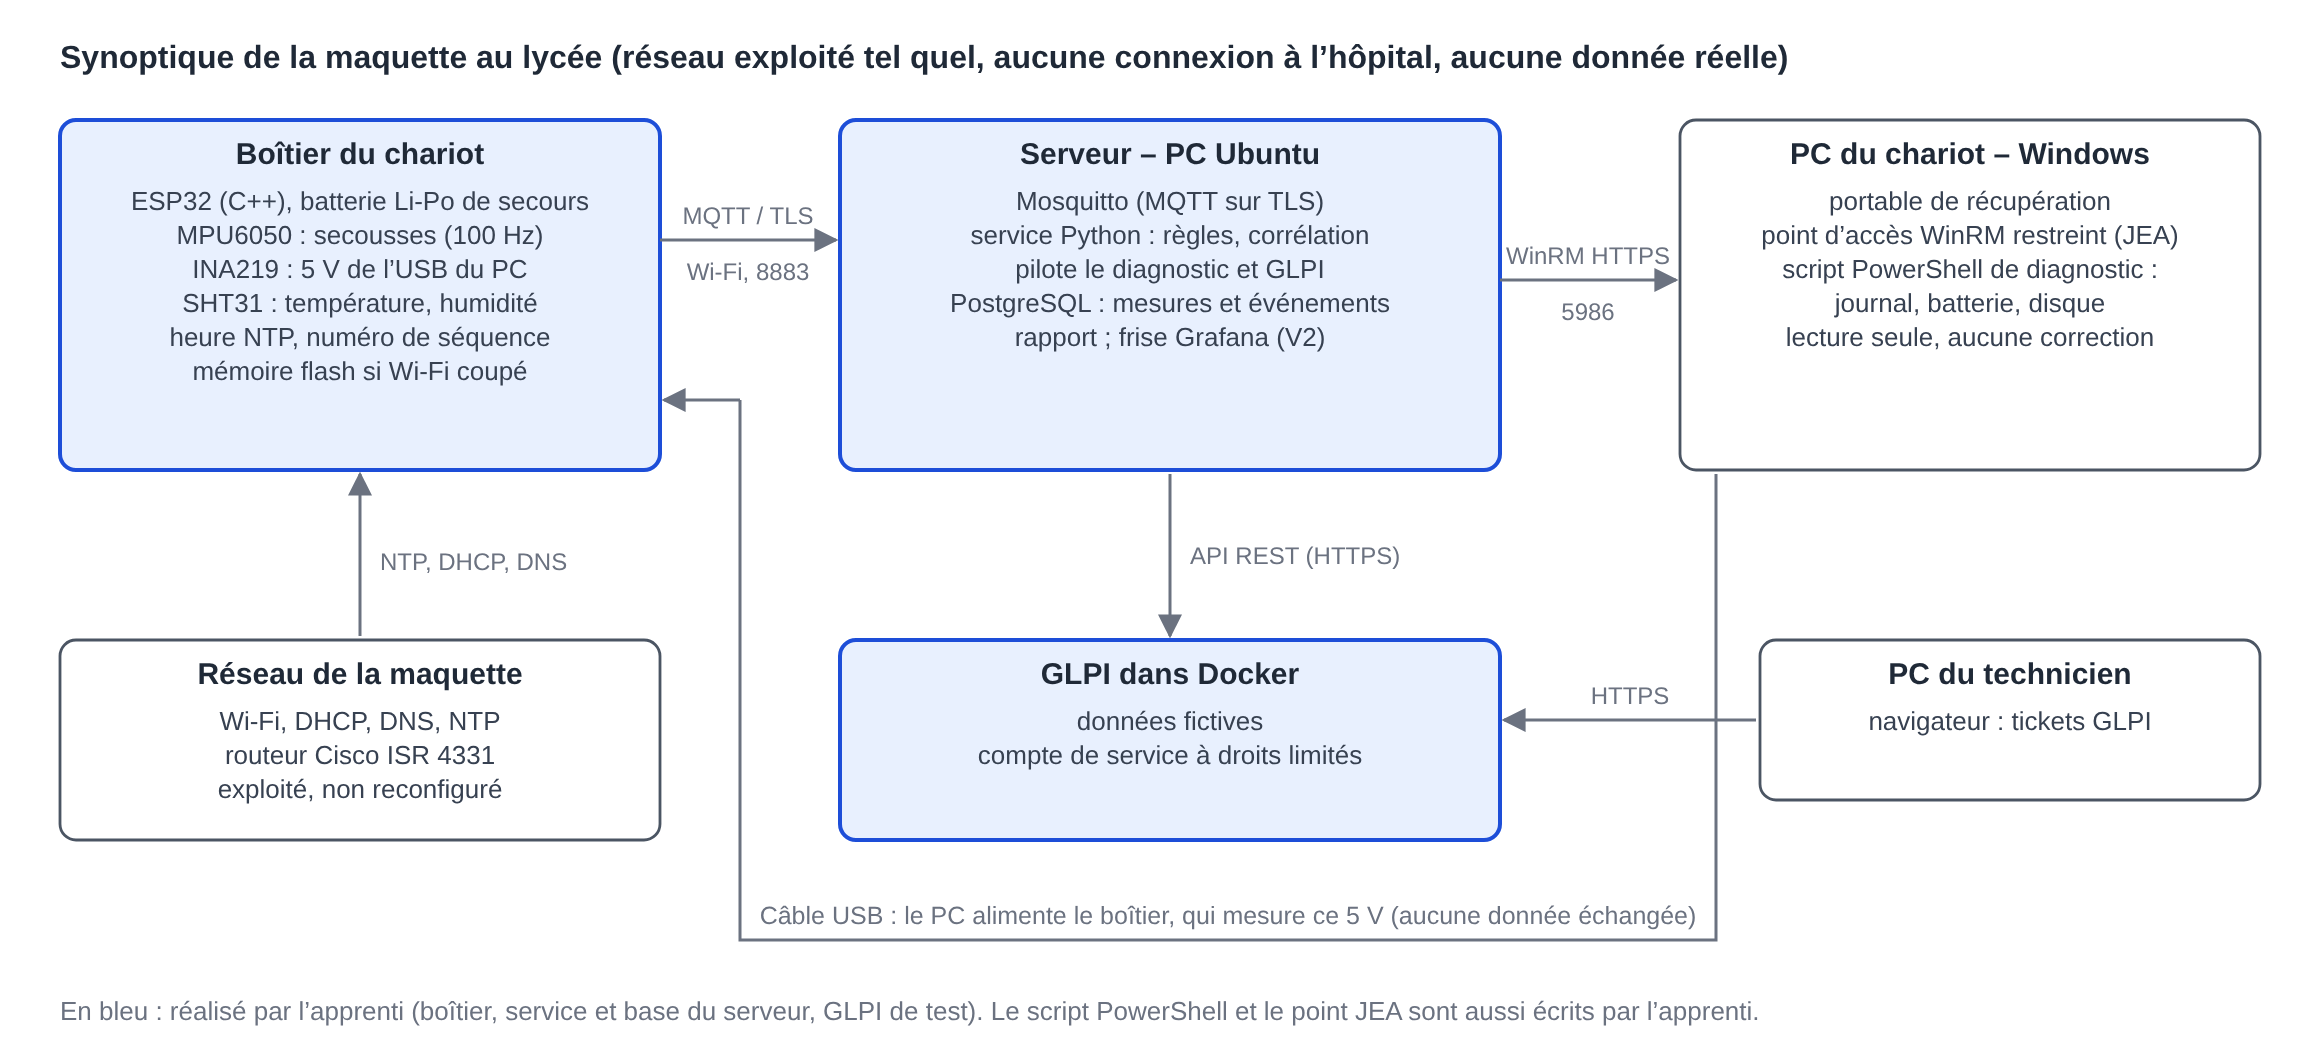 Synoptique de la maquette au lycée (réseau exploité tel quel, aucune connexion à l’hôpital, aucune donnée réelle)
Boîtier du chariot
ESP32 (C++), batterie Li-Po de secours
MPU6050 : secousses (100 Hz)
INA219 : 5 V de l’USB du PC
SHT31 : température, humidité
heure NTP, numéro de séquence
mémoire flash si Wi-Fi coupé
MQTT / TLS
Wi-Fi, 8883
Serveur – PC Ubuntu
Mosquitto (MQTT sur TLS)
service Python : règles, corrélation
pilote le diagnostic et GLPI
PostgreSQL : mesures et événements
rapport ; frise Grafana (V2)
WinRM HTTPS
5986
PC du chariot – Windows
portable de récupération
point d’accès WinRM restreint (JEA)
script PowerShell de diagnostic :
journal, batterie, disque
lecture seule, aucune correction
NTP, DHCP, DNS
API REST (HTTPS)
Réseau de la maquette
Wi-Fi, DHCP, DNS, NTP
routeur Cisco ISR 4331
exploité, non reconfiguré
GLPI dans Docker
données fictives
compte de service à droits limités
HTTPS
PC du technicien
navigateur : tickets GLPI
Câble USB : le PC alimente le boîtier, qui mesure ce 5 V (aucune donnée échangée)
En bleu : réalisé par l’apprenti (boîtier, service et base du serveur, GLPI de test). Le script PowerShell et le point JEA sont aussi écrits par l’apprenti.